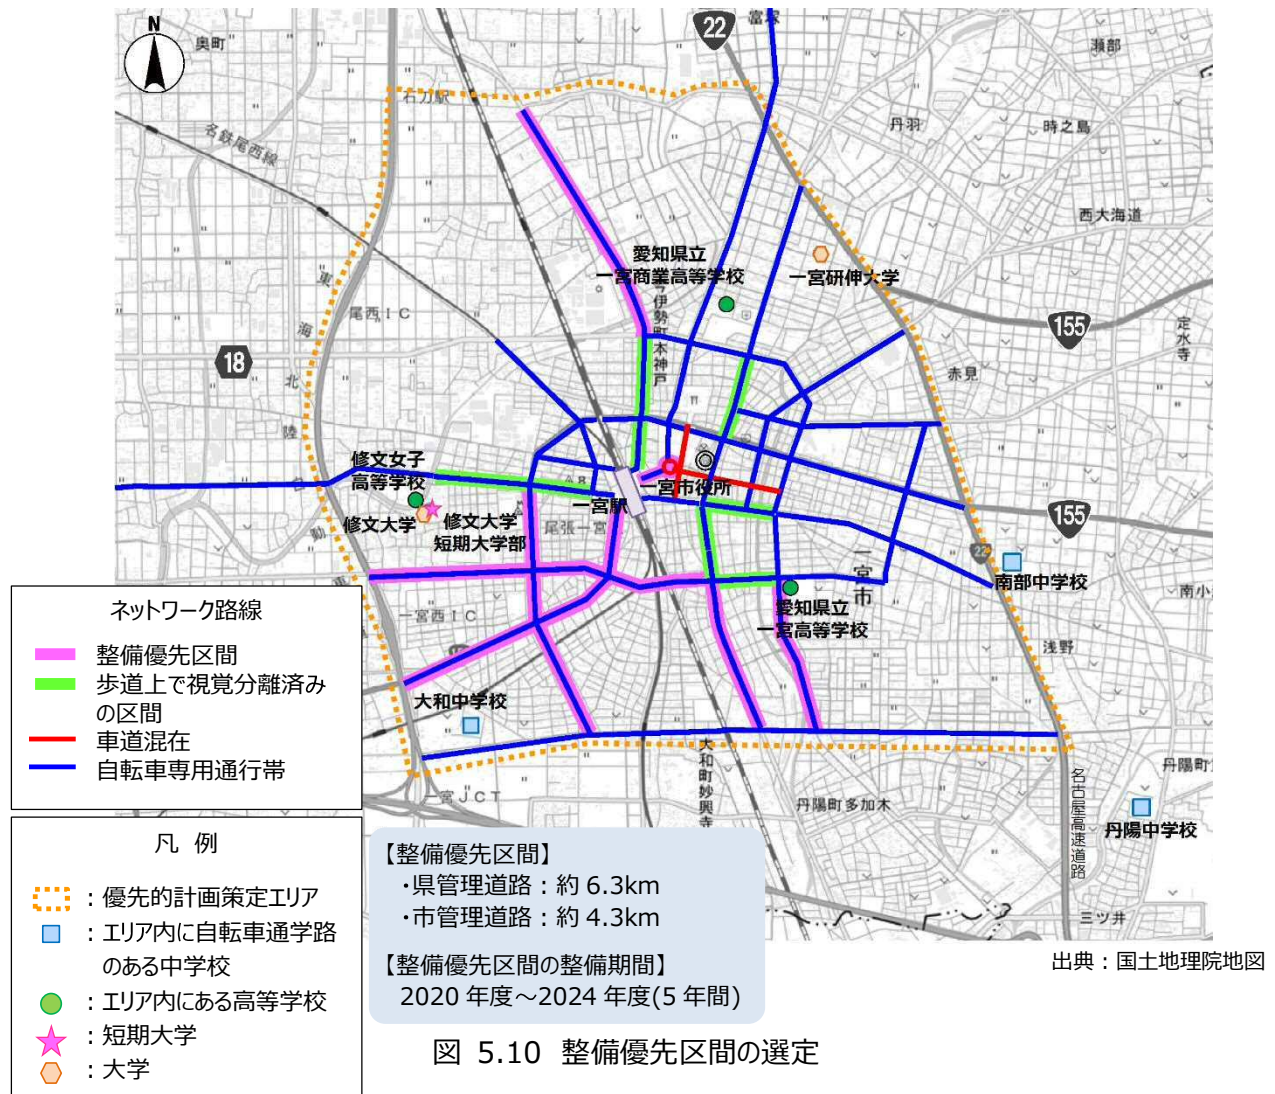 N
22
富塚
瀬部
奥町
石刀駅
丹羽
時之島
名鉄尾西線
西大海道
愛知県立
一宮商業高等学校
一宮研伸大学
今伊勢町本神戸
東海北陸自動車道
尾西IC
155
定水寺
18
赤見
修文女子
高等学校
一宮市役所
一宮駅
修文大学
修文大学
短期大学部
尾張一宮
155
22
一宮市
南部中学校
南小
愛知県立
一宮高等学校
一宮西IC
浅野
大和中学校
大和町妙興寺
一宮JCT
丹陽町多加木
名古屋高速道路
丹陽町
丹陽中学校
三ツ井
ネットワーク路線
整備優先区間
歩道上で視覚分離済み
の区間
車道混在
自転車専用通行帯
凡 例
：優先的計画策定エリア
：エリア内に自転車通学路
のある中学校
：エリア内にある高等学校
：短期大学
：大学
【整備優先区間】
・県管理道路：約 6.3km
・市管理道路：約 4.3km
【整備優先区間の整備期間】
2020 年度～2024 年度(5 年間)
出典：国土地理院地図
図 5.10 整備優先区間の選定